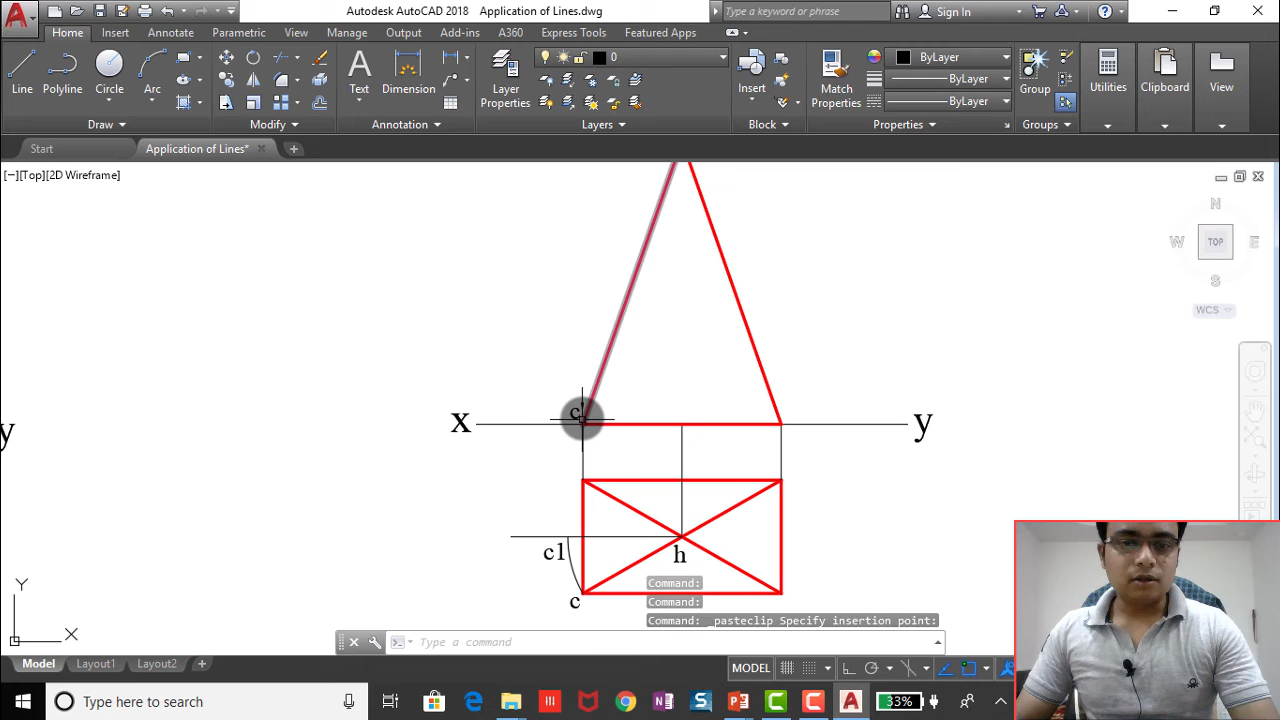 Autodesk AutoCAD 2018 Application of Lines.dwg
Type a keyword or phrase
Sign In
Home Insert Annotate Parametric View Manage Output Add-ins A360 Express Tools Featured Apps
Line Polyline Circle Arc
Text Dimension
Layer Properties
0
Insert
Match Properties
ByLayer
ByLayer
ByLayer
Group
Utilities
Clipboard
View
Draw Modify Annotation Layers Block Properties Groups
Start Application of Lines*
[−][Top][2D Wireframe]
N
W TOP E
S
WCS
c'
x y
y
c1 h
c
Command:
Command:
Command: _pasteclip Specify insertion point:
Y
X
Type a command
Model Layout1 Layout2 +
MODEL
Type here to search
33%